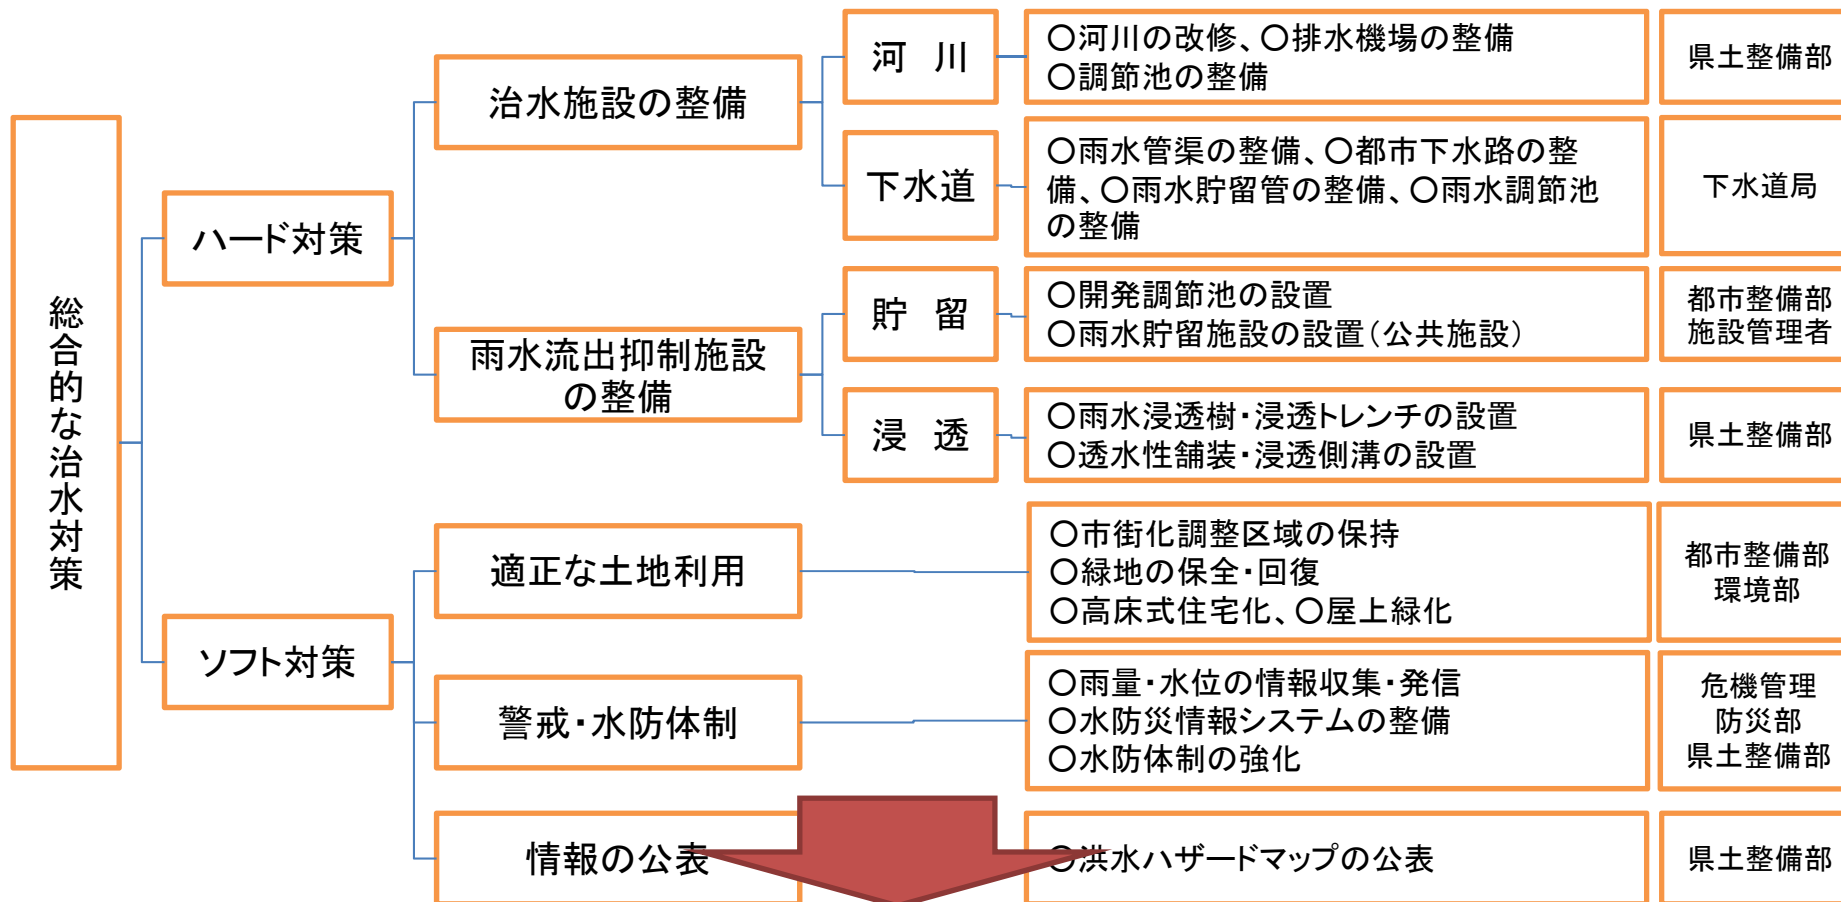 総合的な治水対策
ハード対策
治水施設の整備
河　川
○河川の改修、○排水機場の整備
○調節池の整備
県土整備部
下水道
○雨水管渠の整備、○都市下水路の整
備、○雨水貯留管の整備、○雨水調節池
の整備
下水道局
雨水流出抑制施設
の整備
貯　留
○開発調節池の設置
○雨水貯留施設の設置(公共施設)
都市整備部
施設管理者
浸　透
○雨水浸透樹・浸透トレンチの設置
○透水性舗装・浸透側溝の設置
県土整備部
ソフト対策
適正な土地利用
○市街化調整区域の保持
○緑地の保全・回復
○高床式住宅化、○屋上緑化
都市整備部
環境部
警戒・水防体制
○雨量・水位の情報収集・発信
○水防災情報システムの整備
○水防体制の強化
危機管理
防災部
県土整備部
情報の公表
○洪水ハザードマップの公表
県土整備部